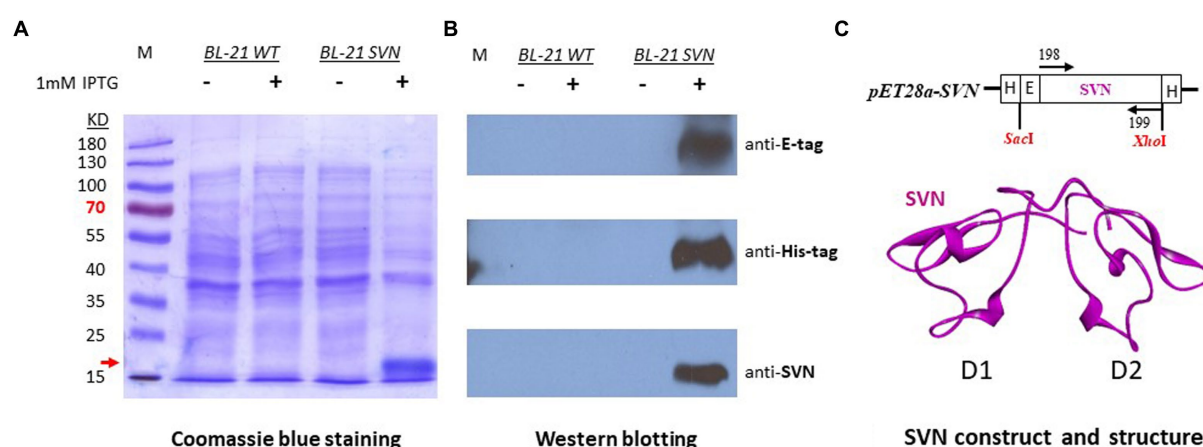 A
M
BL-21 WT
BL-21 SVN
1mM IPTG
-
+
-
+
KD
180
130
100
70
55
40
35
25
15
Coomassie blue staining
B
M
BL-21 WT
BL-21 SVN
-
+
-
+
anti-E-tag
anti-His-tag
anti-SVN
Western blotting
C
198
pET28a-SVN
H E SVN H
199
SacI
XhoI
SVN
D1
D2
SVN construct and structure